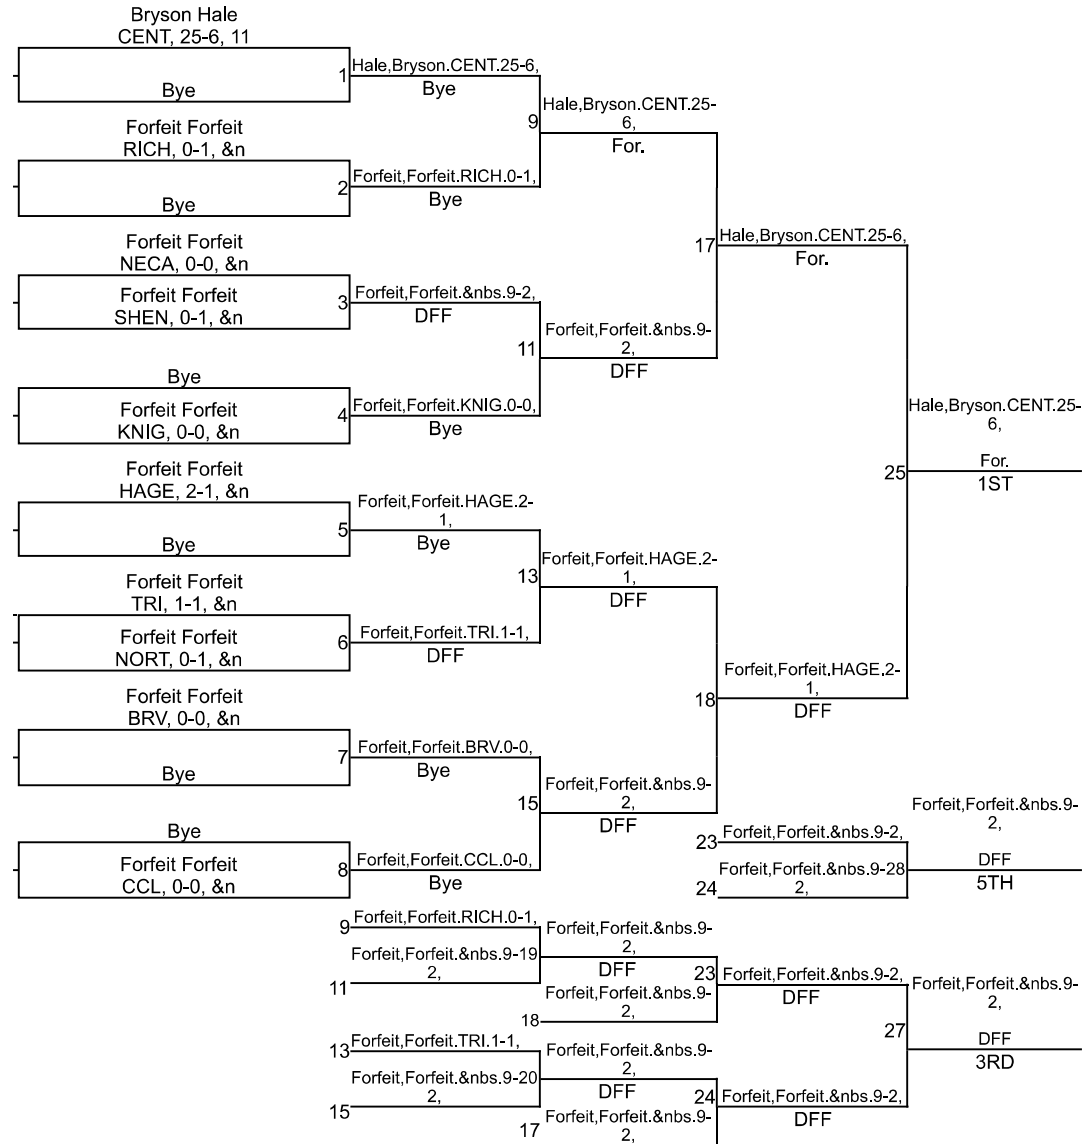 Bryson Hale
CENT, 25-6, 11
1
Bye
Hale,Bryson.CENT.25-6,
Bye
Forfeit Forfeit
RICH, 0-1, &n
2
Bye
Forfeit,Forfeit.RICH.0-1,
Bye
9
Hale,Bryson.CENT.25-
6,
For.
Forfeit Forfeit
NECA, 0-0, &n
Forfeit Forfeit
SHEN, 0-1, &n
3
Forfeit,Forfeit.&nbs.9-2,
DFF
Bye
Forfeit Forfeit
KNIG, 0-0, &n
4
Forfeit,Forfeit.KNIG.0-0,
Bye
11
Forfeit,Forfeit.&nbs.9-
2,
DFF
17
Hale,Bryson.CENT.25-6,
For.
Forfeit Forfeit
HAGE, 2-1, &n
5
Bye
Forfeit,Forfeit.HAGE.2-
1,
Bye
Forfeit Forfeit
TRI, 1-1, &n
Forfeit Forfeit
NORT, 0-1, &n
6
Forfeit,Forfeit.TRI.1-1,
DFF
13
Forfeit,Forfeit.HAGE.2-
1,
DFF
Forfeit Forfeit
BRV, 0-0, &n
7
Bye
Forfeit,Forfeit.BRV.0-0,
Bye
Bye
Forfeit Forfeit
CCL, 0-0, &n
8
Forfeit,Forfeit.CCL.0-0,
Bye
15
Forfeit,Forfeit.&nbs.9-
2,
DFF
18
Forfeit,Forfeit.HAGE.2-
1,
DFF
25
Hale,Bryson.CENT.25-
6,
For.
1ST
23
Forfeit,Forfeit.&nbs.9-2,
24
Forfeit,Forfeit.&nbs.9-28
2,
Forfeit,Forfeit.&nbs.9-
2,
DFF
5TH
9
Forfeit,Forfeit.RICH.0-1,
Forfeit,Forfeit.&nbs.9-19
2,
11
Forfeit,Forfeit.&nbs.9-
2,
DFF
Forfeit,Forfeit.&nbs.9-
2,
18
23
Forfeit,Forfeit.&nbs.9-2,
DFF
13
Forfeit,Forfeit.TRI.1-1,
Forfeit,Forfeit.&nbs.9-20
2,
15
Forfeit,Forfeit.&nbs.9-
2,
DFF
17
Forfeit,Forfeit.&nbs.9-
2,
24
Forfeit,Forfeit.&nbs.9-2,
DFF
27
Forfeit,Forfeit.&nbs.9-
2,
DFF
3RD